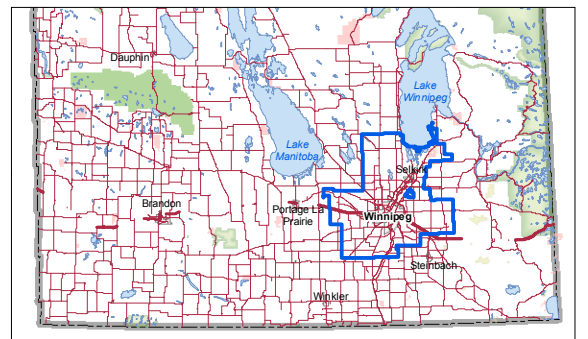 Dauphin
Lake
Winnipeg
Lake
Manitoba
Selkirk
Brandon
Portage La
Prairie
Winnipeg
Steinbach
Winkler